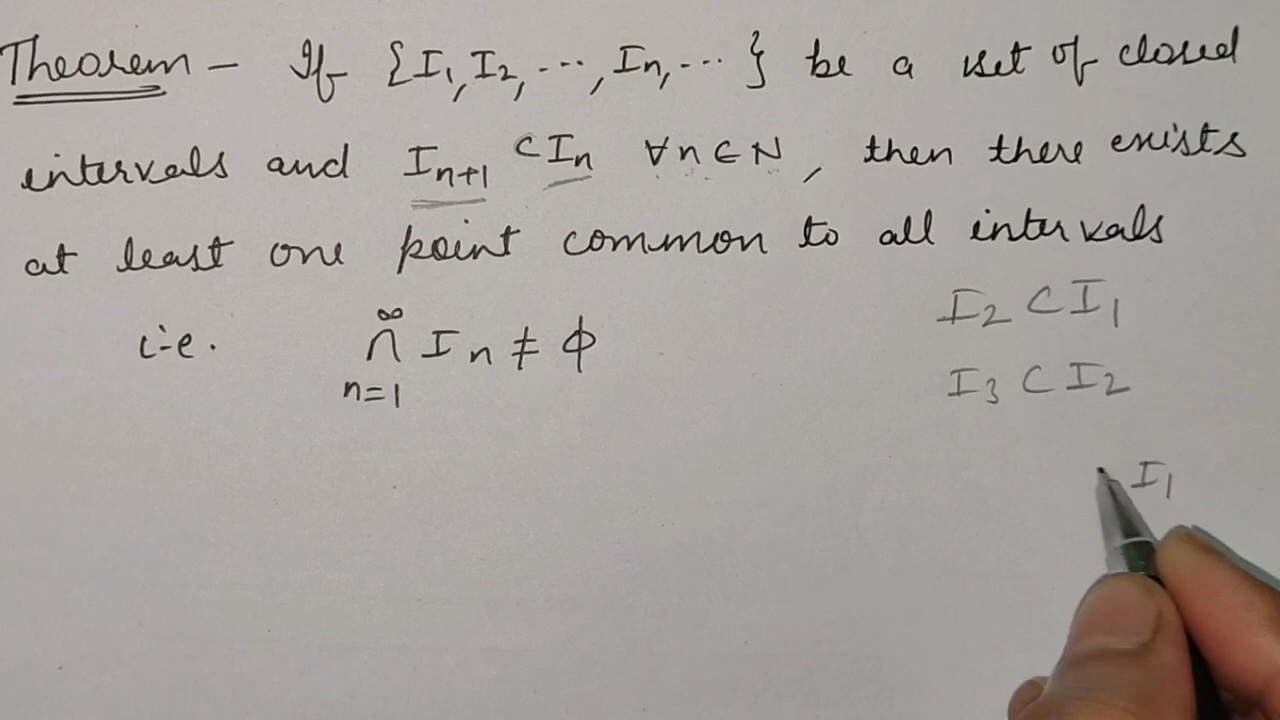 Theorem - If {I₁, I₂, ..., Iₙ, ... } be a set of closed
intervals and Iₙ₊₁ ⊂ Iₙ ∀n∈N, then there exists
at least one point common to all intervals
i.e. ∞∩n=1 Iₙ ≠ ϕ
I₂ ⊂ I₁
I₃ ⊂ I₂
I₁